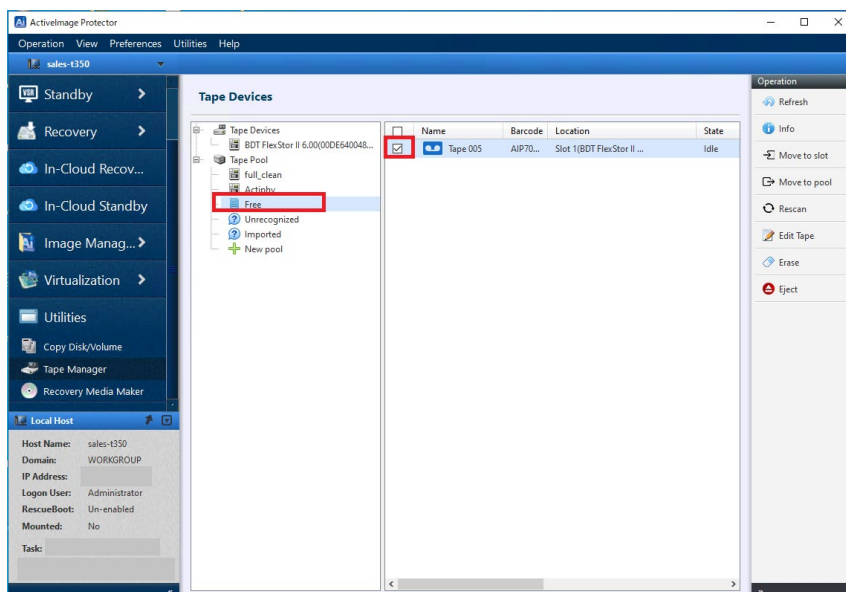 Ai ActiveImage Protector
Operation View Preferences Utilities Help
sales-t350
Standby
Recovery
In-Cloud Recov...
In-Cloud Standby
Image Manag...
Virtualization
Utilities
Copy Disk/Volume
Tape Manager
Recovery Media Maker
Local Host
Host Name: sales-t350
Domain: WORKGROUP
IP Address:
Logon User: Administrator
RescueBoot: Un-enabled
Mounted: No
Task:
Tape Devices
Tape Devices
BDT FlexStor II 6.00(00DE640048...
Tape Pool
full_clean
Actiphy
Free
Unrecognized
Imported
New pool
Name Barcode Location State
Tape 005 AIP70... Slot 1(BDT FlexStor II ... Idle
Operation
Refresh
Info
Move to slot
Move to pool
Rescan
Edit Tape
Erase
Eject